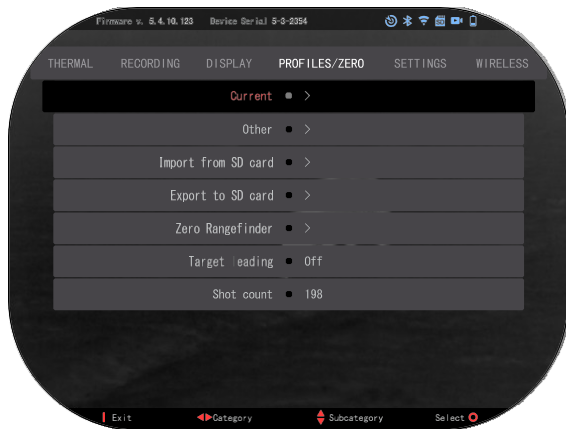 Firmware v. 5.4.10.123 Device Serial 5-3-2354
THERMAL RECORDING DISPLAY PROFILES/ZERO SETTINGS WIRELESS
Current >
Other >
Import from SD card >
Export to SD card >
Zero Rangefinder >
Target leading Off
Shot count 198
Exit Category Subcategory Select